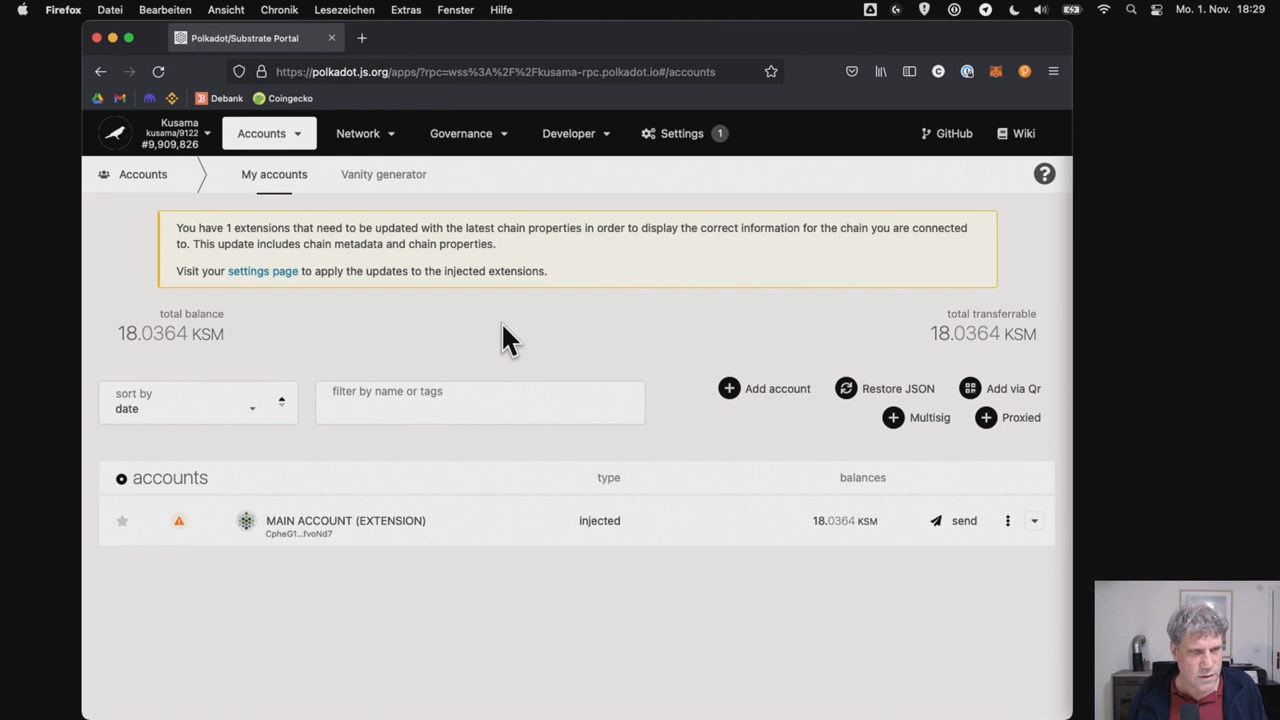 Firefox Datei Bearbeiten Ansicht Chronik Lesezeichen Extras Fenster Hilfe Mo. 1. Nov. 18:29
Polkadot/Substrate Portal
https://polkadot.js.org/apps/?rpc=wss%3A%2F%2Fkusama-rpc.polkadot.io#/accounts
Debank Coingecko
Kusama
kusama/9122
#9,909,826
Accounts Network Governance Developer Settings 1 GitHub Wiki
Accounts My accounts Vanity generator
You have 1 extensions that need to be updated with the latest chain properties in order to display the correct information for the chain you are connected
to. This update includes chain metadata and chain properties.
Visit your settings page to apply the updates to the injected extensions.
total balance
18.0364 KSM
total transferrable
18.0364 KSM
sort by
date
filter by name or tags
Add account Restore JSON Add via Qr
Multisig Proxied
accounts type balances
MAIN ACCOUNT (EXTENSION) injected 18.0364 KSM send
CpheG1...fvoNd7